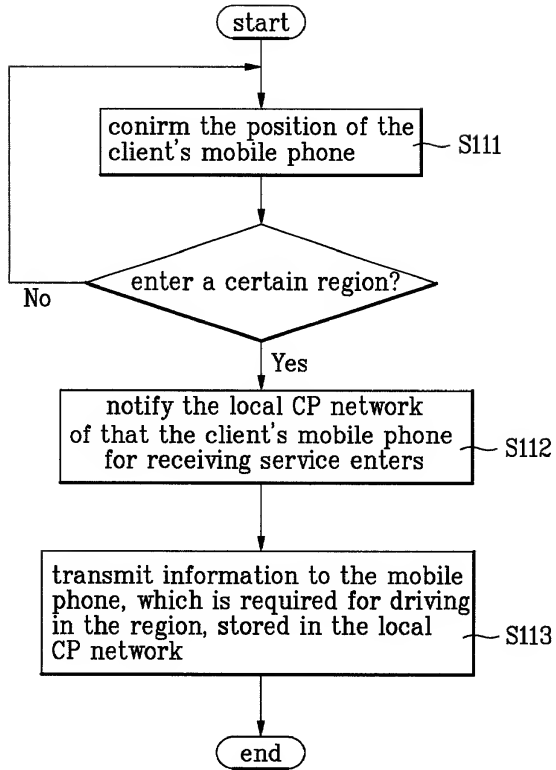 start
conirm the position of the
client's mobile phone
S111
enter a certain region?
No
Yes
notify the local CP network
of that the client's mobile phone
for receiving service enters
S112
transmit information to the mobile
phone, which is required for driving
in the region, stored in the local
CP network
S113
end